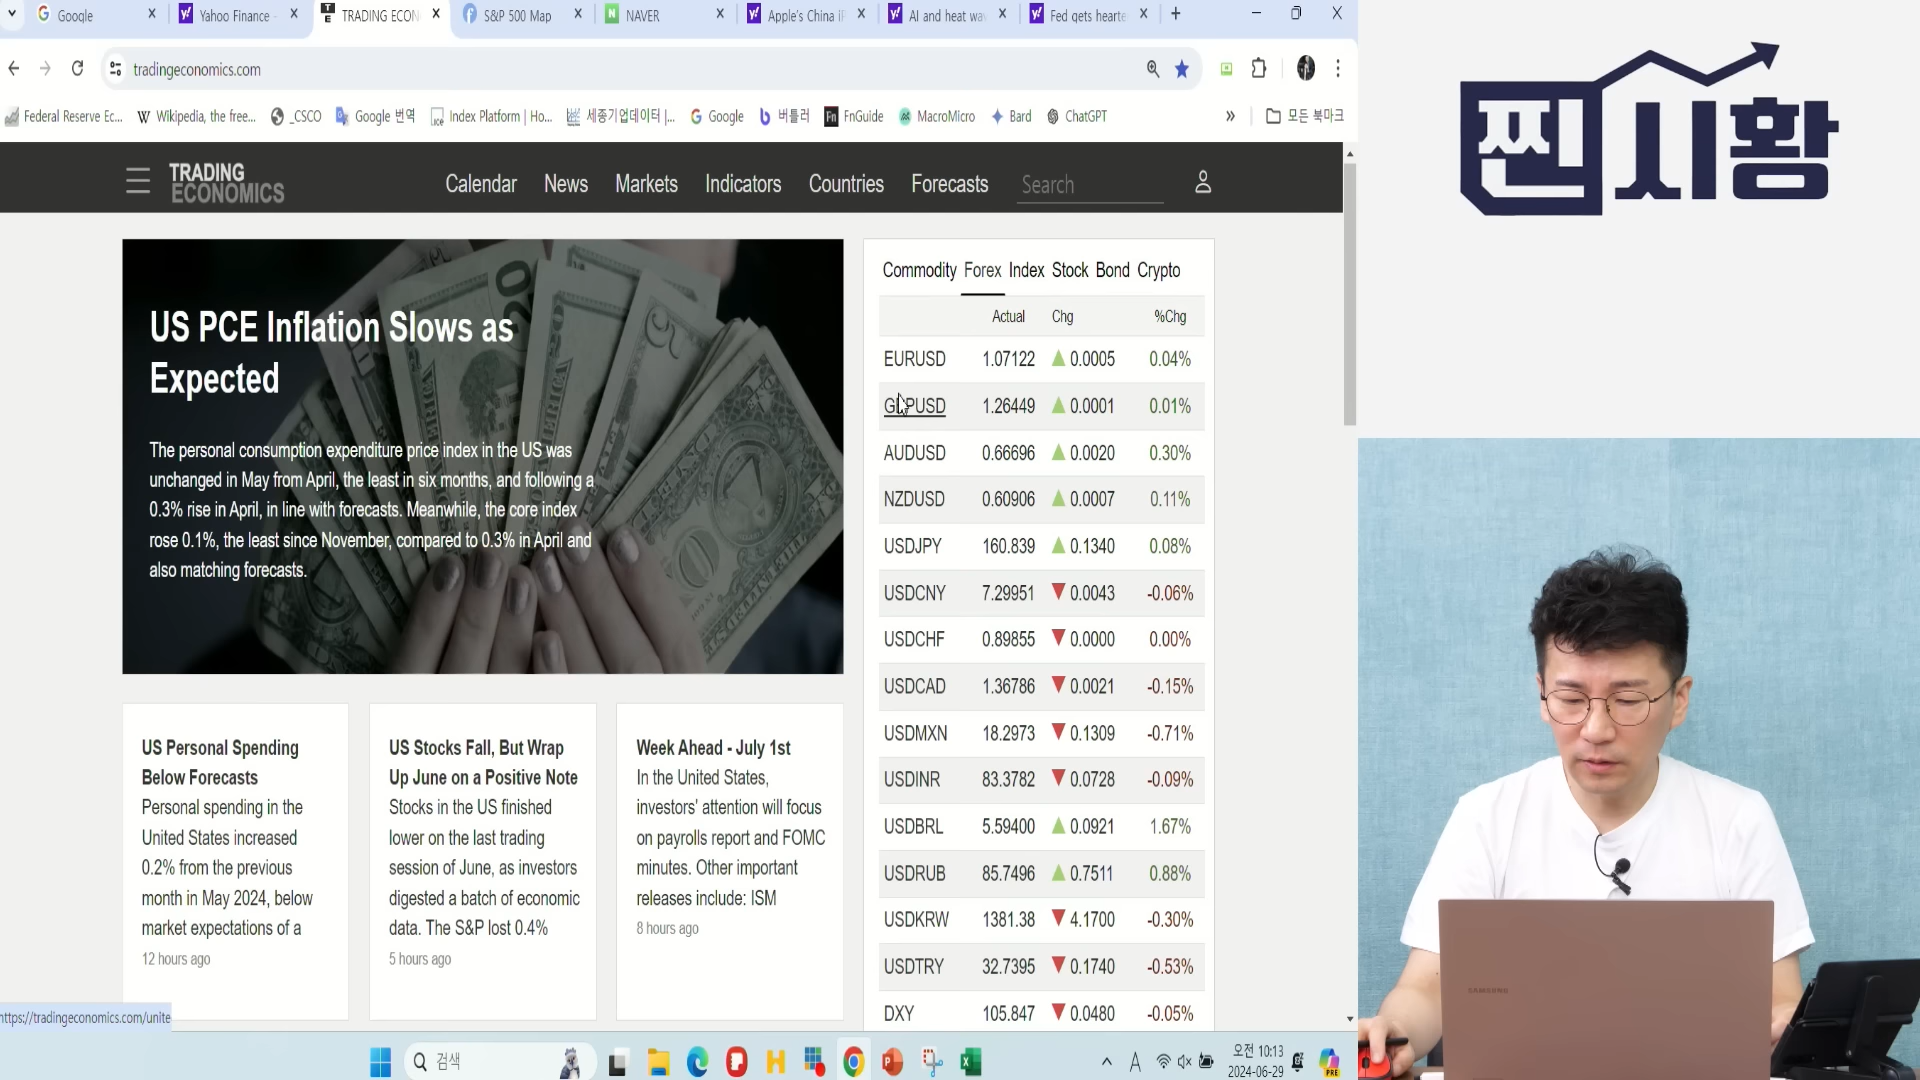 Google
Yahoo Finance -
TRADING ECON
S&P 500 Map
NAVER
Apple's China iP
AI and heat wa
Fed gets hearte
tradingeconomics.com
Federal Reserve Ec...
Wikipedia, the free...
_CSCO
Google 번역
Index Platform | Ho...
세종기업데이터 |...
Google
버틀러
FnGuide
MacroMicro
Bard
ChatGPT
모든 북마크
찐시황
TRADING
ECONOMICS
Calendar News Markets Indicators Countries Forecasts Search
US PCE Inflation Slows as
Expected
The personal consumption expenditure price index in the US was
unchanged in May from April, the least in six months, and following a
0.3% rise in April, in line with forecasts. Meanwhile, the core index
rose 0.1%, the least since November, compared to 0.3% in April and
also matching forecasts.
Commodity Forex Index Stock Bond Crypto
Actual Chg %Chg
EURUSD 1.07122 0.0005 0.04%
GBPUSD 1.26449 0.0001 0.01%
AUDUSD 0.66696 0.0020 0.30%
NZDUSD 0.60906 0.0007 0.11%
USDJPY 160.839 0.1340 0.08%
USDCNY 7.29951 0.0043 -0.06%
USDCHF 0.89855 0.0000 0.00%
USDCAD 1.36786 0.0021 -0.15%
USDMXN 18.2973 0.1309 -0.71%
USDINR 83.3782 0.0728 -0.09%
USDBRL 5.59400 0.0921 1.67%
USDRUB 85.7496 0.7511 0.88%
USDKRW 1381.38 4.1700 -0.30%
USDTRY 32.7395 0.1740 -0.53%
DXY 105.847 0.0480 -0.05%
US Personal Spending
Below Forecasts
Personal spending in the
United States increased
0.2% from the previous
month in May 2024, below
market expectations of a
12 hours ago
US Stocks Fall, But Wrap
Up June on a Positive Note
Stocks in the US finished
lower on the last trading
session of June, as investors
digested a batch of economic
data. The S&P lost 0.4%
5 hours ago
Week Ahead - July 1st
In the United States,
investors' attention will focus
on payrolls report and FOMC
minutes. Other important
releases include: ISM
8 hours ago
https://tradingeconomics.com/unite
검색
A
오전 10:13
2024-06-29
PRE
SAMSUNG